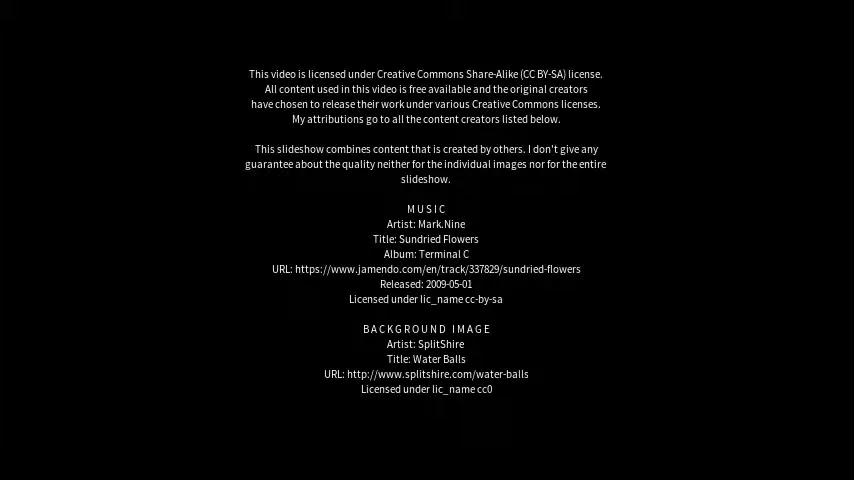 This video is licensed under Creative Commons Share-Alike (CC BY-SA) license.
All content used in this video is free available and the original creators
have chosen to release their work under various Creative Commons licenses.
My attributions go to all the content creators listed below.
This slideshow combines content that is created by others. I don't give any
guarantee about the quality neither for the individual images nor for the entire
slideshow.
MUSIC
Artist: Mark.Nine
Title: Sundried Flowers
Album: Terminal C
URL: https://www.jamendo.com/en/track/337829/sundried-flowers
Released: 2009-05-01
Licensed under lic_name cc-by-sa
BACKGROUND IMAGE
Artist: SplitShire
Title: Water Balls
URL: http://www.splitshire.com/water-balls
Licensed under lic_name cc0